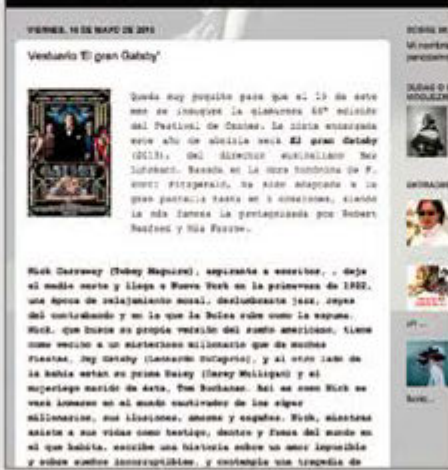 VIERNES, 10 DE MAYO DE 2013
Vestuario 'El gran Gatsby'
Queda muy poquito para que el 15 de este
mes se inaugure la glamurosa 66ª edición
del Festival de Cannes. La cinta encargada
este año de abrirla será El gran Gatsby
(2013), del director australiano Baz
Luhrmann. Basada en la obra homónima de F.
Scott Fitzgerald, ha sido adaptada a la
gran pantalla hasta en 5 ocasiones, siendo
la más famosa la protagonizada por Robert
Redford y Mia Farrow.
Nick Carraway (Tobey Maguire), aspirante a escritor, , deja
el medio oeste y llega a Nueva York en la primavera de 1922,
una época de relajamiento moral, deslumbrante jazz, reyes
del contrabando y en la que la Bolsa sube como la espuma.
Nick, que busca su propia versión del sueño americano, tiene
como vecino a un misterioso millonario que da muchas
fiestas, Jay Gatsby (Leonardo DiCaprio), y al otro lado de
la bahía están su prima Daisy (Carey Mulligan) y el
mujeriego marido de ésta, Tom Buchanan. Así es como Nick se
verá inmerso en el mundo cautivador de los súper
millonarios, sus ilusiones, amores y engaños. Nick, mientras
asiste a sus vidas como testigo, dentro y fuera del mundo en
el que habita, escribe una historia sobre un amor imposible
y sobre sueños incorruptibles, y contempla una tragedia de
SOBRE MI
Mi nombre